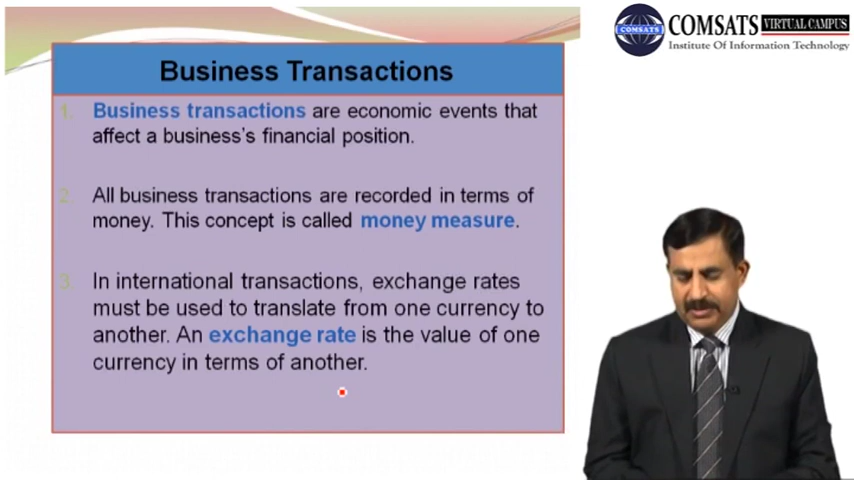 COMSATS VIRTUAL CAMPUS
COMSATS
Institute Of Information Technology
Business Transactions
1. Business transactions are economic events that
affect a business's financial position.
2. All business transactions are recorded in terms of
money. This concept is called money measure.
3. In international transactions, exchange rates
must be used to translate from one currency to
another. An exchange rate is the value of one
currency in terms of another.